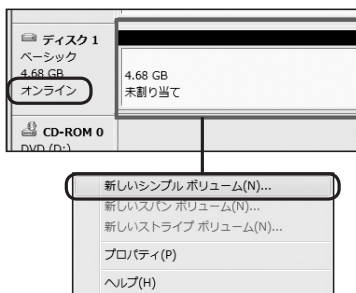 ディスク 1
ベーシック
4.68 GB
オンライン
4.68 GB
未割り当て
CD-ROM 0
DVD (D:)
新しいシンプル ボリューム(N)...
新しいスパン ボリューム(N)...
新しいストライプ ボリューム(N)...
プロパティ(P)
ヘルプ(H)